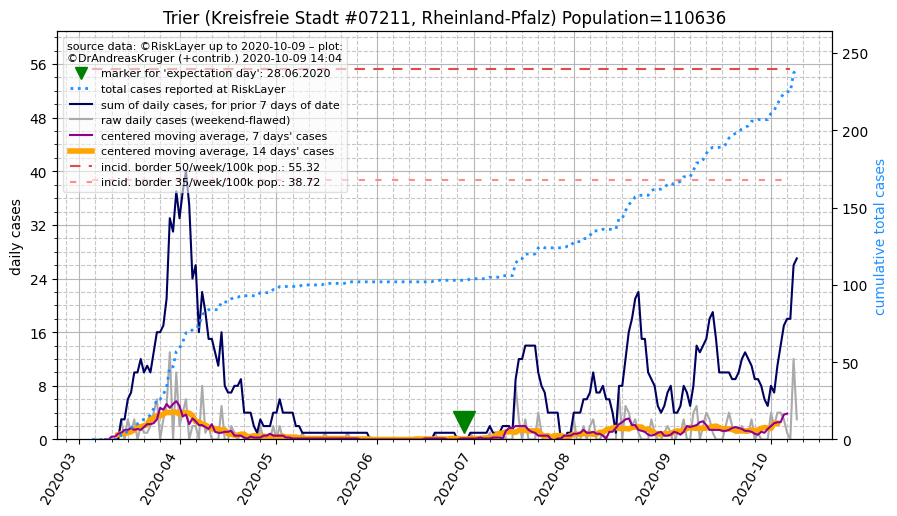 Trier (Kreisfreie Stadt #07211, Rheinland-Pfalz) Population=110636
source data: ©RiskLayer up to 2020-10-09 – plot:
©DrAndreasKruger (+contrib.) 2020-10-09 14:04
marker for 'expectation day': 28.06.2020
total cases reported at RiskLayer
sum of daily cases, for prior 7 days of date
raw daily cases (weekend-flawed)
centered moving average, 7 days' cases
centered moving average, 14 days' cases
incid. border 50/week/100k pop.: 55.32
incid. border 35/week/100k pop.: 38.72
daily cases
56
48
40
32
24
16
8
0
cumulative total cases
250
200
150
100
50
0
2020-03
2020-04
2020-05
2020-06
2020-07
2020-08
2020-09
2020-10